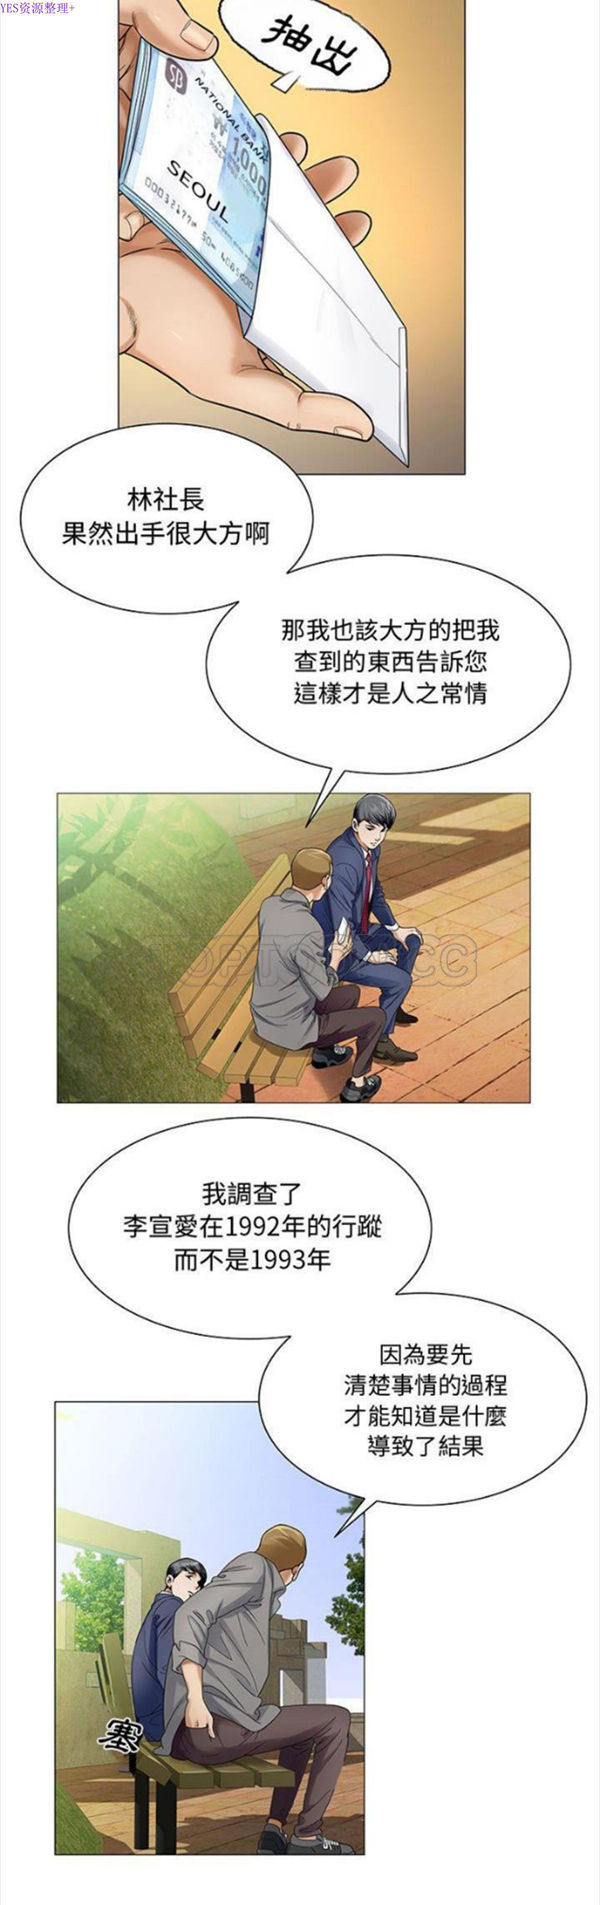 YES资源整理+
抽出
SB
NATIONAL BANK
₩1,000
SEOUL
林社長
果然出手很大方啊
那我也該大方的把我
查到的東西告訴您
這樣才是人之常情
我調查了
李宣愛在1992年的行蹤
而不是1993年
因為要先
清楚事情的過程
才能知道是什麼
導致了結果
塞